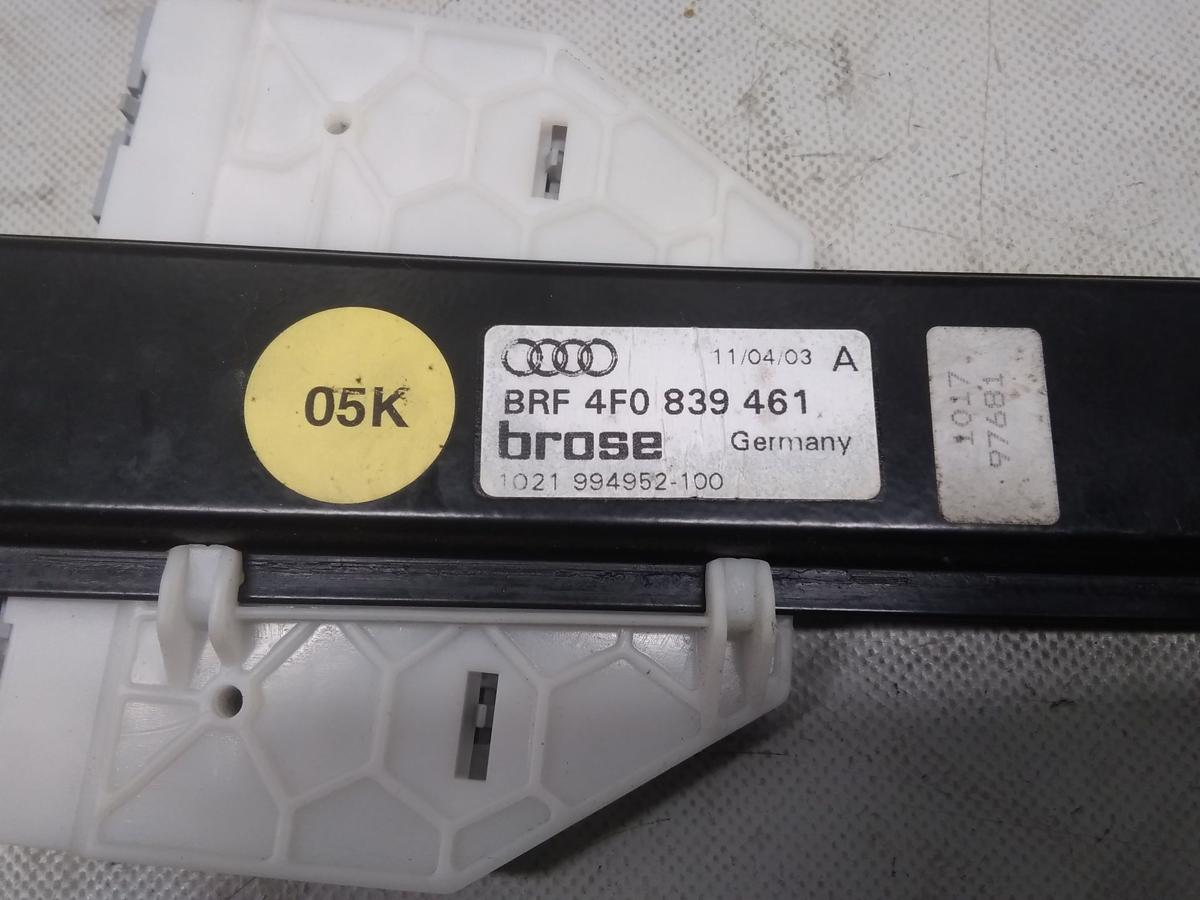 05K
11/04/03 A
BRF 4F0 839 461
brose Germany
1021 994952-100
1017
97681